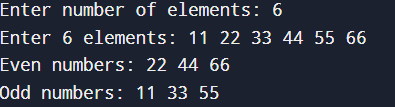 Enter number of elements: 6
Enter 6 elements: 11 22 33 44 55 66
Even numbers: 22 44 66
Odd numbers: 11 33 55